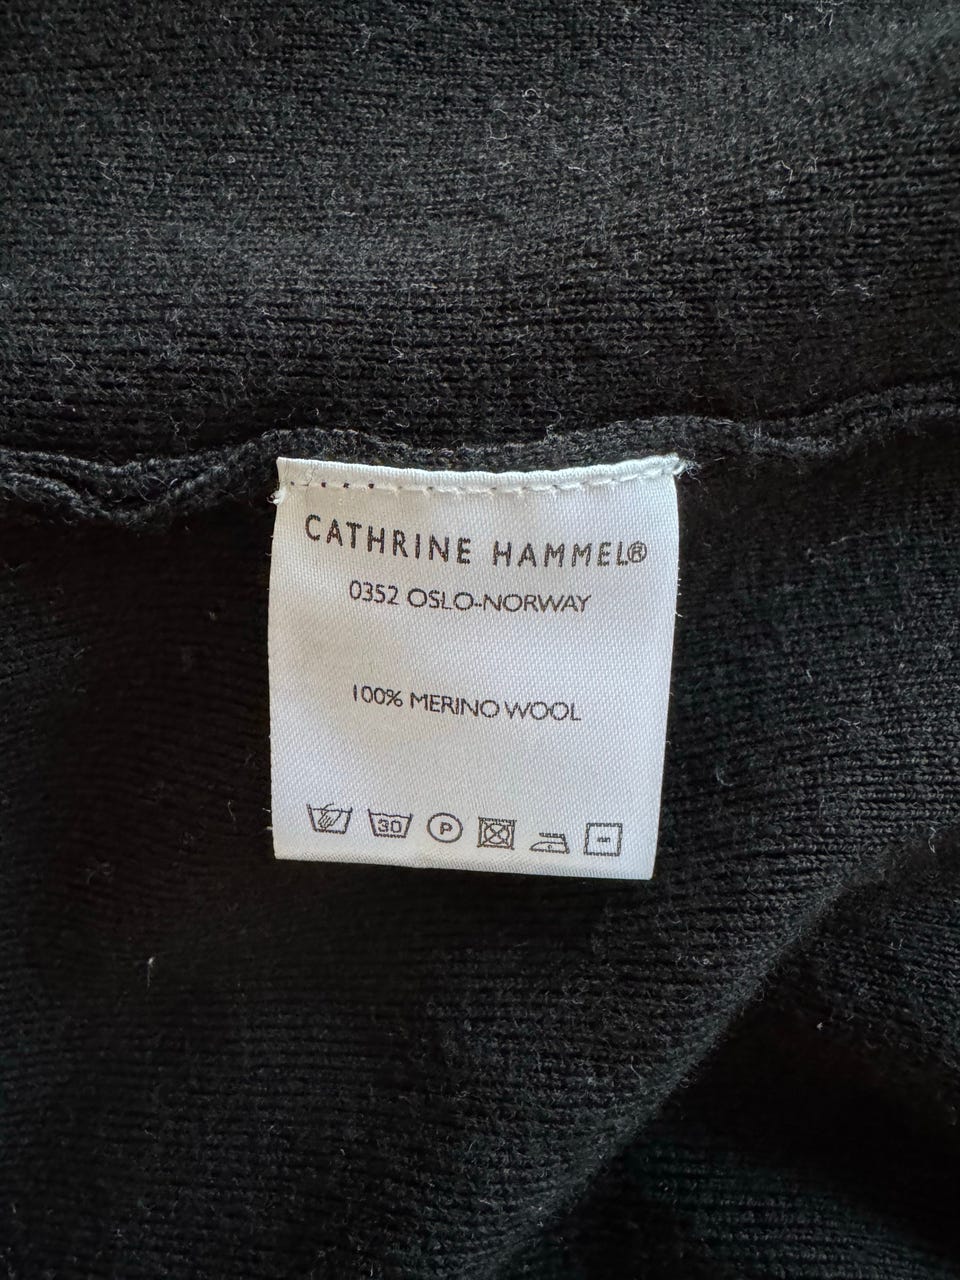 CATHRINE HAMMEL®
0352 OSLO-NORWAY
100% MERINO WOOL
30 P